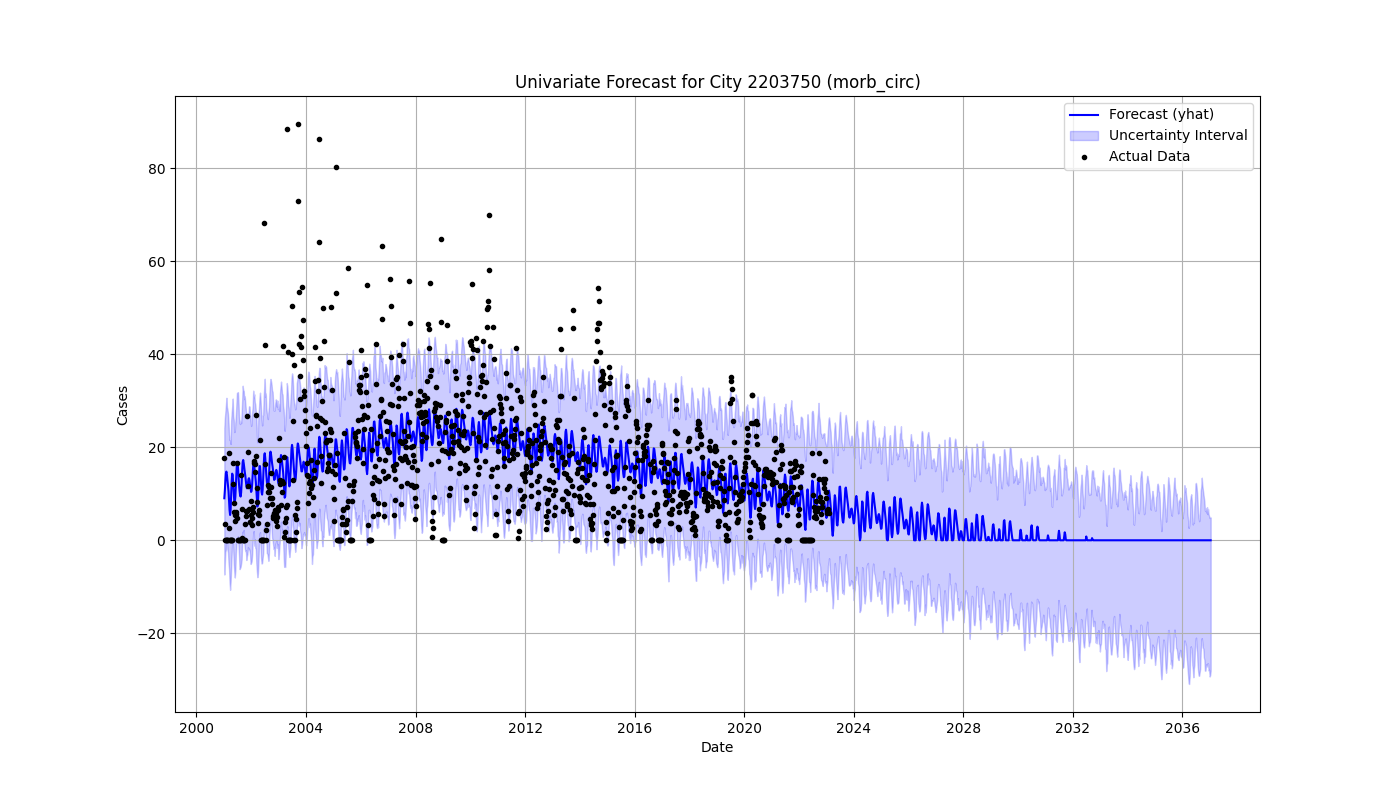 Univariate Forecast for City 2203750 (morb_circ)
Forecast (yhat)
Uncertainty Interval
Actual Data
Cases
80
60
40
20
0
−20
2000 2004 2008 2012 2016 2020 2024 2028 2032 2036
Date